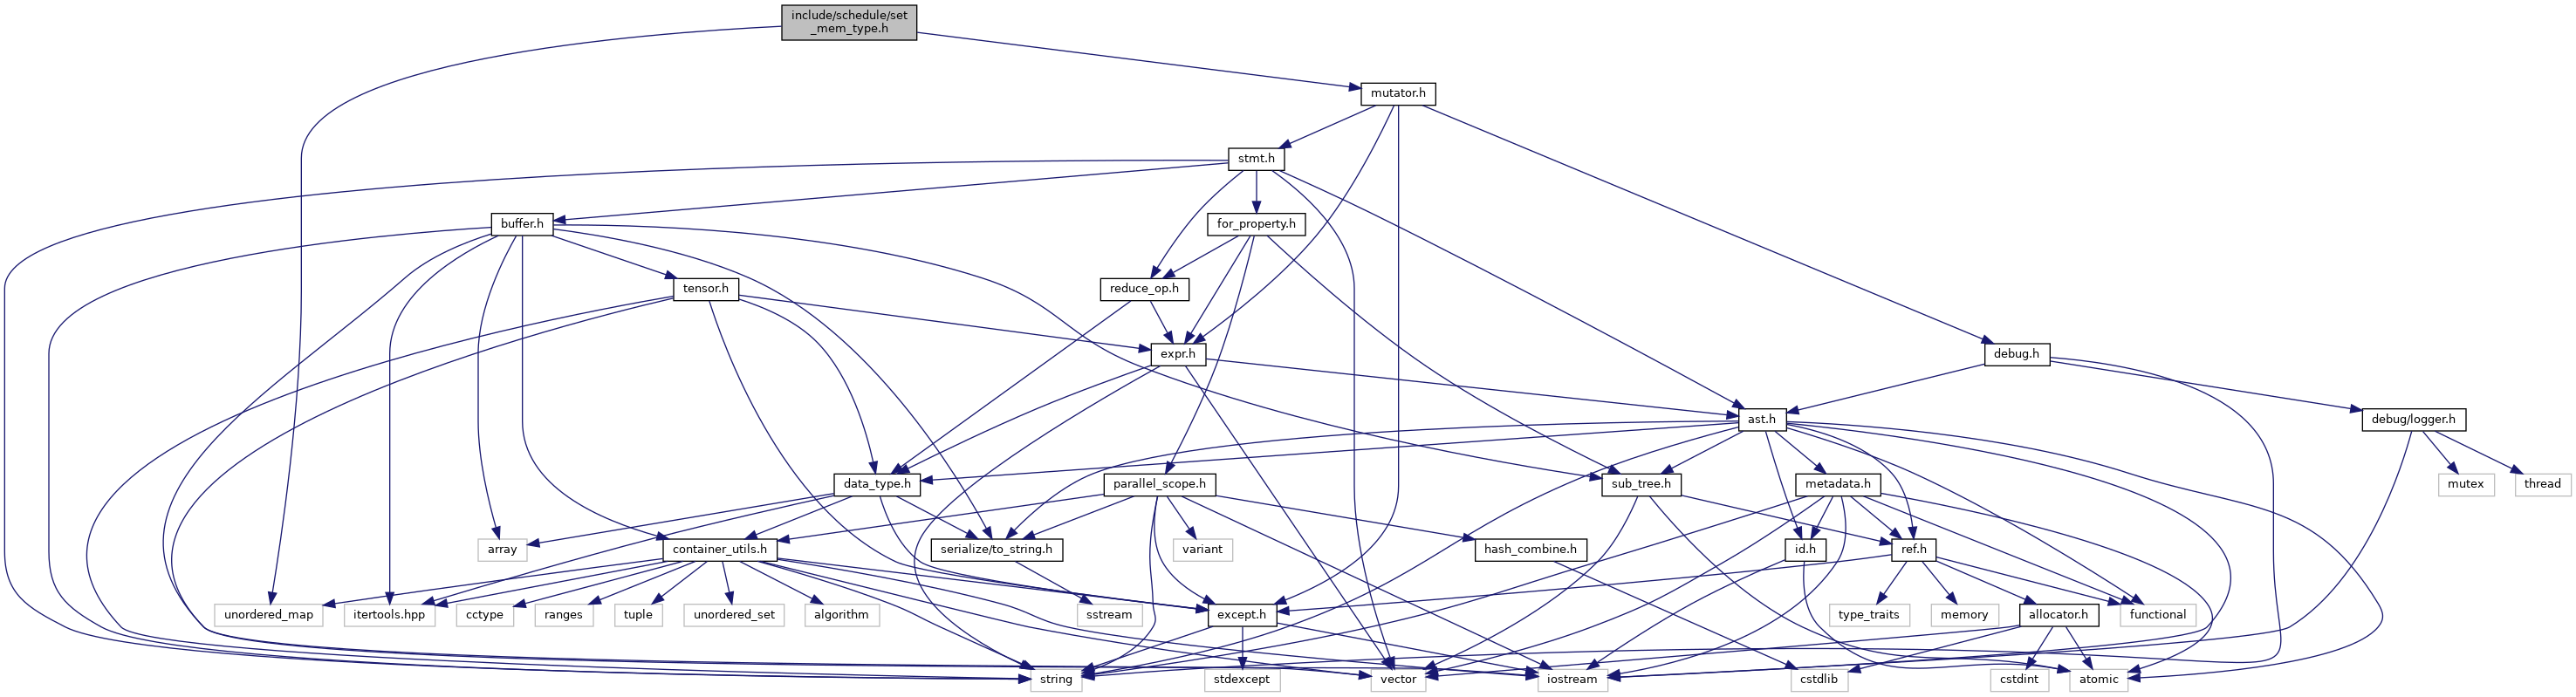 include/schedule/set
_mem_type.h
mutator.h
stmt.h
buffer.h
for_property.h
tensor.h
reduce_op.h
expr.h
debug.h
ast.h
debug/logger.h
data_type.h
parallel_scope.h
sub_tree.h
metadata.h
mutex
thread
array
container_utils.h
serialize/to_string.h
variant
hash_combine.h
id.h
ref.h
unordered_map
itertools.hpp
cctype
ranges
tuple
unordered_set
algorithm
sstream
except.h
type_traits
memory
allocator.h
functional
string
stdexcept
vector
iostream
cstdlib
cstdint
atomic